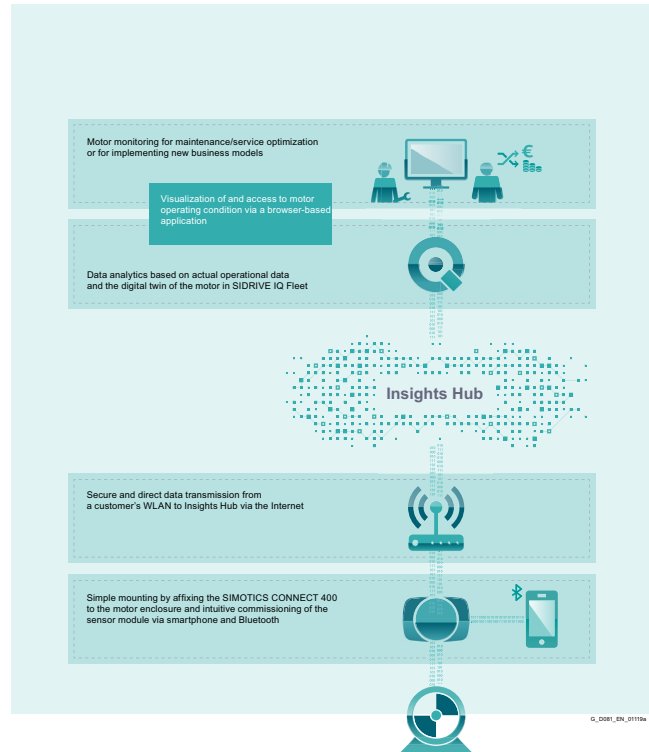 Motor monitoring for maintenance/service optimization
or for implementing new business models
€
Visualization of and access to motor
operating condition via a browser-based
application
Data analytics based on actual operational data
and the digital twin of the motor in SIDRIVE IQ Fleet
Insights Hub
Secure and direct data transmission from
a customer's WLAN to Insights Hub via the Internet
Simple mounting by affixing the SIMOTICS CONNECT 400
to the motor enclosure and intuitive commissioning of the
sensor module via smartphone and Bluetooth
G_D081_EN_01119a